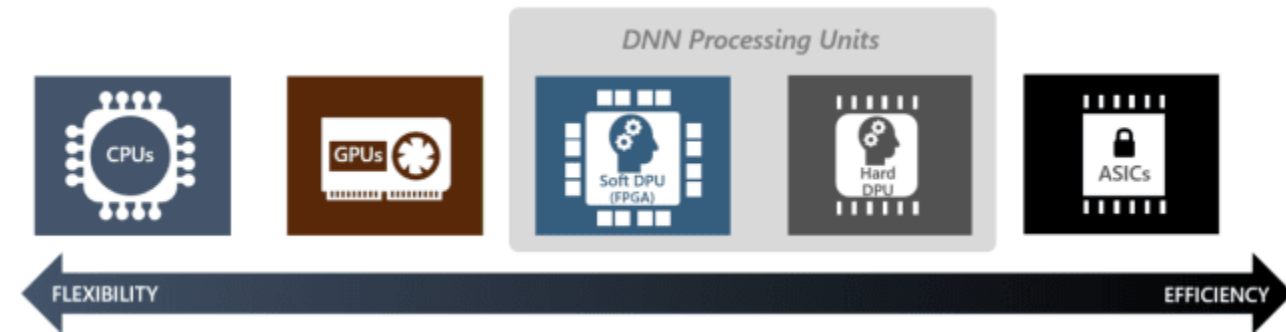 DNN Processing Units
CPUs
GPUs
Soft DPU
(FPGA)
Hard
DPU
ASICs
FLEXIBILITY
EFFICIENCY